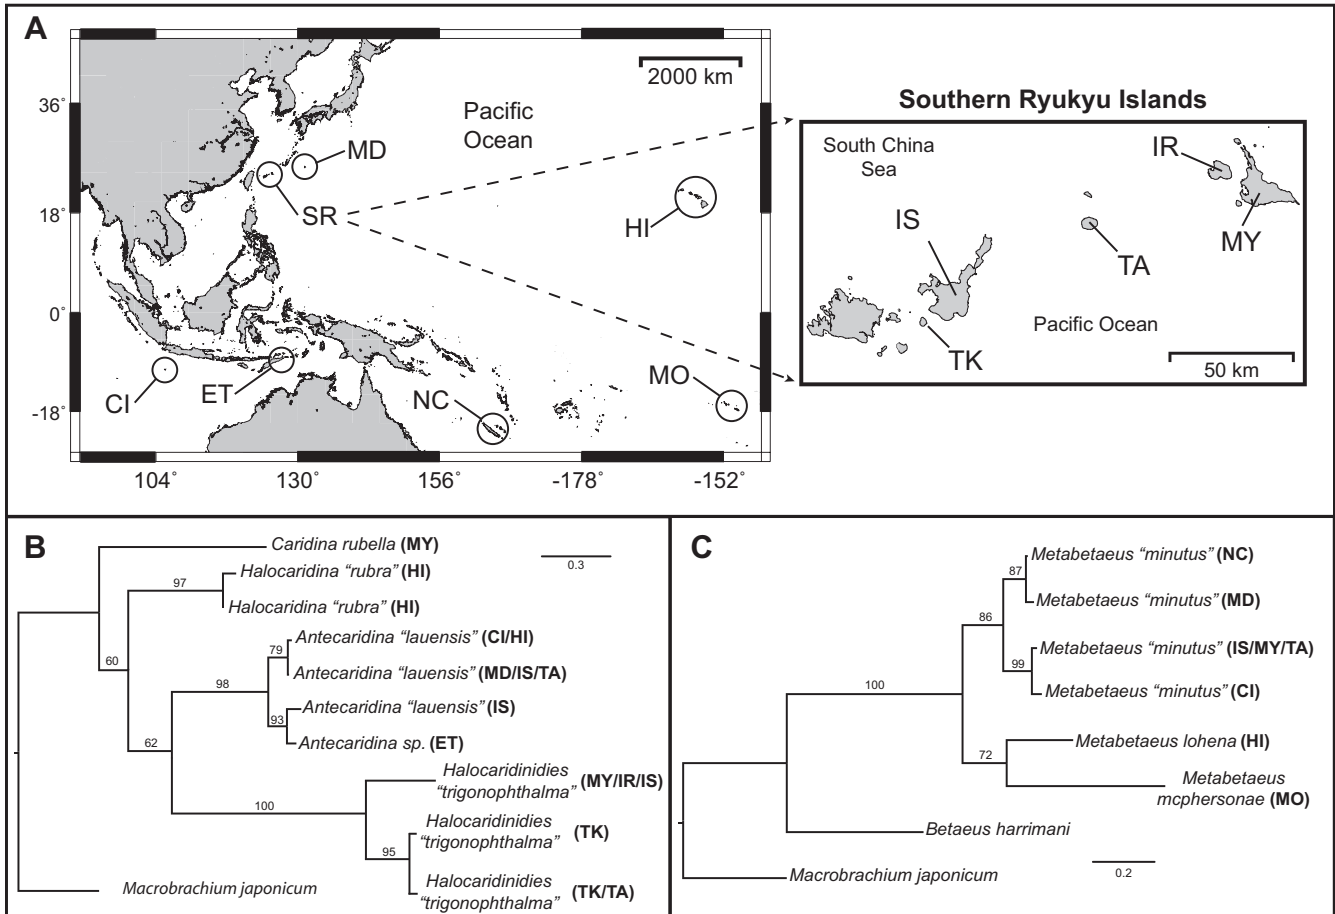 A
2000 km
Pacific
Ocean
36°
18°
0°
-18°
104°
130°
156°
-178°
-152°
MD
SR
HI
CI
ET
NC
MO
Southern Ryukyu Islands
South China
Sea
IR
MY
IS
TA
TK
Pacific Ocean
50 km
B
Caridina rubella (MY)
0.3
97
Halocaridina “rubra” (HI)
Halocaridina “rubra” (HI)
60
Antecaridina “lauensis” (CI/HI)
79
Antecaridina “lauensis” (MD/IS/TA)
98
Antecaridina “lauensis” (IS)
93
Antecaridina sp. (ET)
62
Halocaridinidies
“trigonophthalma” (MY/IR/IS)
100
Halocaridinidies
“trigonophthalma” (TK)
95
Halocaridinidies
“trigonophthalma” (TK/TA)
Macrobrachium japonicum
C
Metabetaeus “minutus” (NC)
87
Metabetaeus “minutus” (MD)
86
Metabetaeus “minutus” (IS/MY/TA)
99
Metabetaeus “minutus” (CI)
100
Metabetaeus lohena (HI)
72
Metabetaeus
mcphersonae (MO)
Betaeus harrimani
0.2
Macrobrachium japonicum